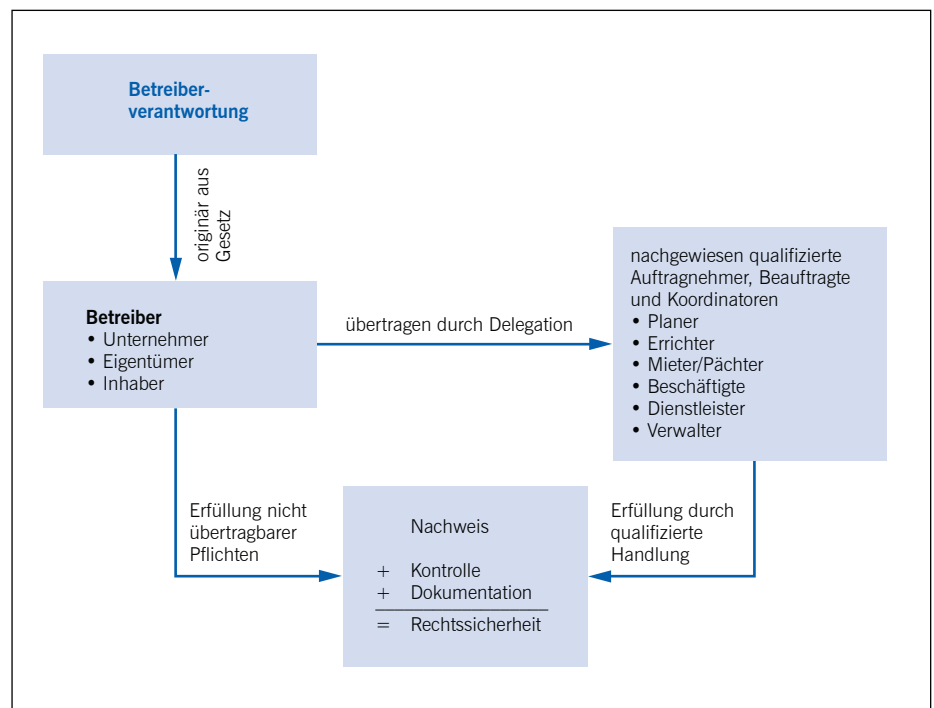 Betreiber-
verantwortung
originär aus
Gesetz
Betreiber
• Unternehmer
• Eigentümer
• Inhaber
übertragen durch Delegation
nachgewiesen qualifizierte
Auftragnehmer, Beauftragte
und Koordinatoren
• Planer
• Errichter
• Mieter/Pächter
• Beschäftigte
• Dienstleister
• Verwalter
Erfüllung nicht
übertragbarer
Pflichten
Nachweis
+ Kontrolle
+ Dokumentation
= Rechtssicherheit
Erfüllung durch
qualifizierte
Handlung